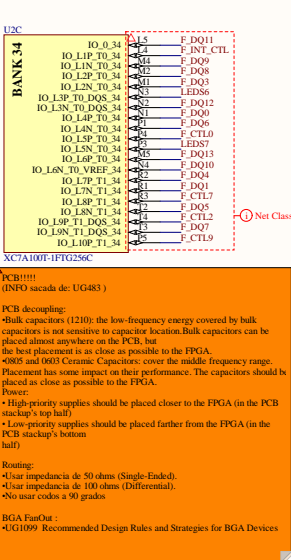 U2C
BANK 34
IO_0_34 L5 F_DQ11
IO_L1P_T0_34 L4 F_INT_CTL
IO_L1N_T0_34 M4 F_DQ9
IO_L2P_T0_34 M2 F_DQ8
IO_L2N_T0_34 M1 F_DQ3
IO_L3P_T0_DQS_34 N3 LEDS6
IO_L3N_T0_DQS_34 N2 F_DQ12
IO_L4P_T0_34 N1 F_DQ0
IO_L4N_T0_34 P1 F_DQ6
IO_L5P_T0_34 P4 F_CTL0
IO_L5N_T0_34 P3 LEDS7
IO_L6P_T0_34 M5 F_DQ13
IO_L6N_T0_VREF_34 N4 F_DQ10
IO_L7P_T1_34 R2 F_DQ4
IO_L7N_T1_34 R1 F_DQ1
IO_L8P_T1_34 R3 F_CTL7
IO_L8N_T1_34 T2 F_DQ5
IO_L9P_T1_DQS_34 T4 F_CTL2
IO_L9N_T1_DQS_34 T3 F_DQ7
IO_L10P_T1_34 P5 F_CTL9
i Net Class
XC7A100T-1FTG256C
PCB!!!!!
(INFO sacada de: UG483 )
PCB decoupling:
•Bulk capacitors (1210): the low-frequency energy covered by bulk
capacitors is not sensitive to capacitor location.Bulk capacitors can be
placed almost anywhere on the PCB, but
the best placement is as close as possible to the FPGA.
•0805 and 0603 Ceramic Capacitors: cover the middle frequency range.
Placement has some impact on their performance. The capacitors should be
placed as close as possible to the FPGA.
Power:
• High-priority supplies should be placed closer to the FPGA (in the PCB
stackup's top half)
• Low-priority supplies should be placed farther from the FPGA (in the
PCB stackup's bottom
half)
Routing:
•Usar impedancia de 50 ohms (Single-Ended).
•Usar impedancia de 100 ohms (Differential).
•No usar codos a 90 grados
BGA FanOut :
•UG1099 Recommended Design Rules and Strategies for BGA Devices